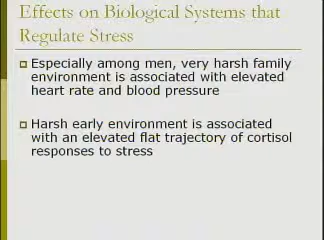 Effects on Biological Systems that
Regulate Stress
Especially among men, very harsh family
environment is associated with elevated
heart rate and blood pressure
Harsh early environment is associated
with an elevated flat trajectory of cortisol
responses to stress